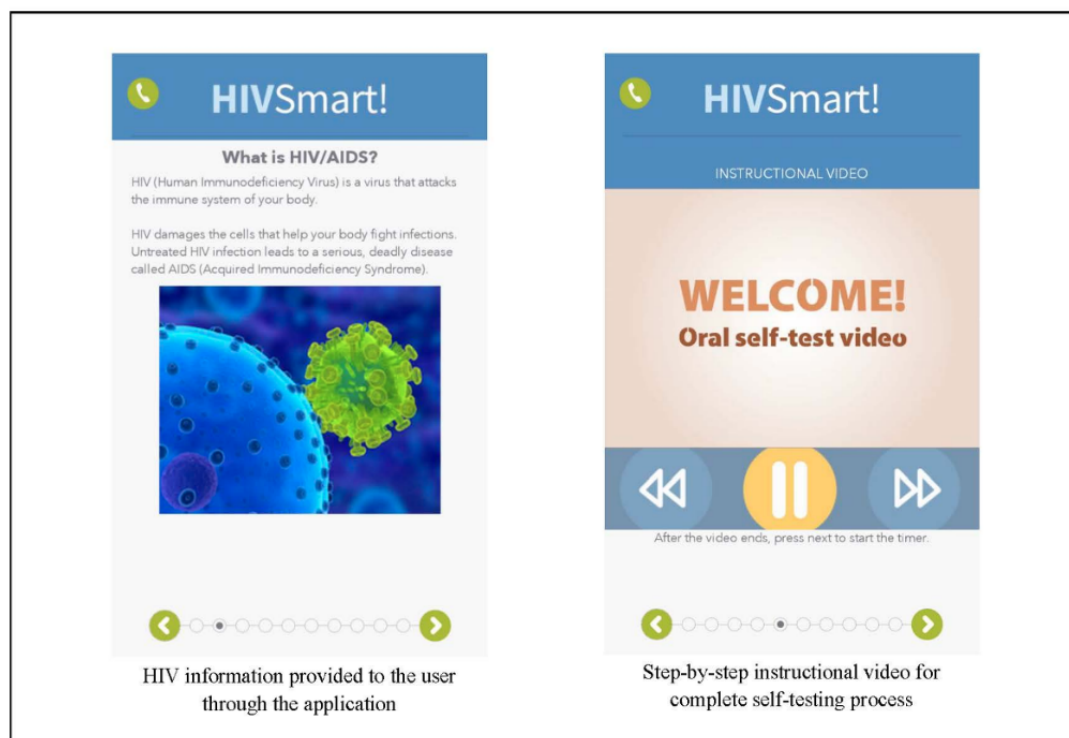 HIVSmart!
What is HIV/AIDS?
HIV (Human Immunodeficiency Virus) is a virus that attacks
the immune system of your body.
HIV damages the cells that help your body fight infections.
Untreated HIV infection leads to a serious, deadly disease
called AIDS (Acquired Immunodeficiency Syndrome).
HIV information provided to the user
through the application
HIVSmart!
INSTRUCTIONAL VIDEO
WELCOME!
Oral self-test video
After the video ends, press next to start the timer.
Step-by-step instructional video for
complete self-testing process